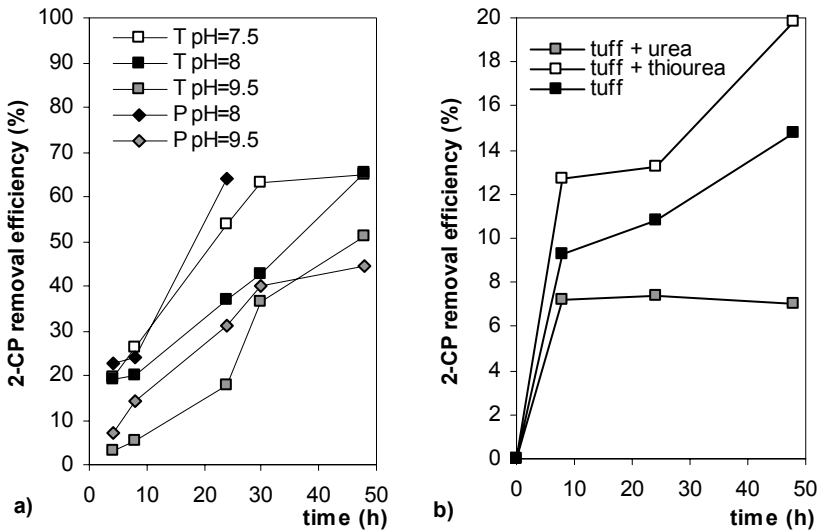 2-CP removal efficiency (%)
100
90
80
70
60
50
40
30
20
10
0
T pH=7.5
T pH=8
T pH=9.5
P pH=8
P pH=9.5
0 10 20 30 40 50
time (h)
a)
2-CP removal efficiency (%)
20
18
16
14
12
10
8
6
4
2
0
tuff + urea
tuff + thiourea
tuff
0 10 20 30 40 50
time (h)
b)